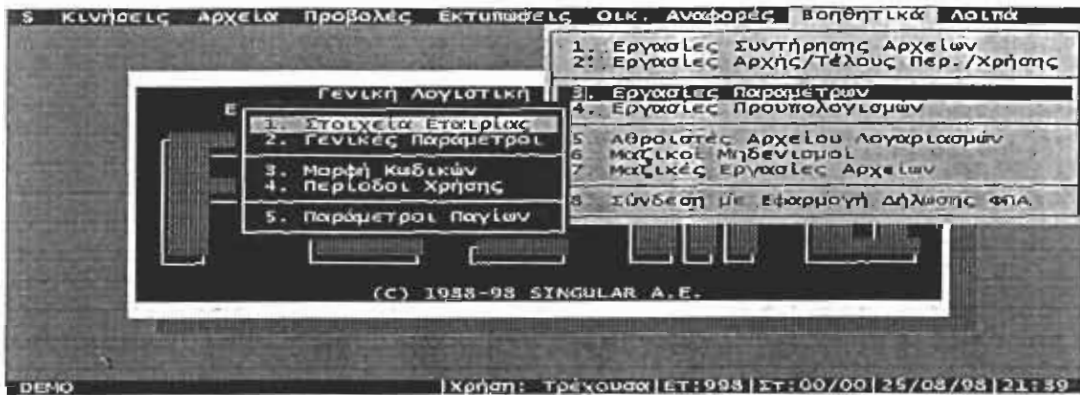 S Κινήσεις Αρχεία Προβολές Εκτυπώσεις Οικ. Αναφορές Βοηθητικά Λοιπά
1. Εργασίες Συντήρησης Αρχείων
2. Εργασίες Αρχής/Τέλους Περ./Χρήσης
3. Εργασίες Παραμέτρων
4. Εργασίες Προυπολογισμών
5 Αθροιστές Αρχείου Λογαριασμών
6 Μαζικοί Μηδενισμοί
7 Μαζικές Εργασίες Αρχείων
8 Σύνδεση με Εφαρμογή Δήλωσης ΦΠΑ
Γενική Λογιστική
Ε
1. Στοιχεία Εταιρίας
2. Γενικές Παράμετροι
3. Μορφή Κωδικών
4. Περίοδοι Χρήσης
5. Παράμετροι Παγίων
(C) 1988-98 SINGULAR A.E.
DEMO |Χρήση: Τρέχουσα|ΕΤ:998|Στ:00/00|25/08/98|21:39